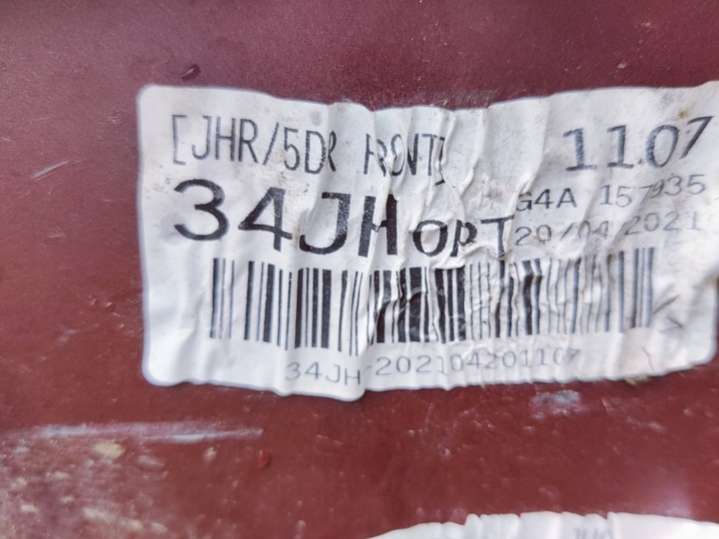 [JHR/5DR FRONT] 11.07
34JH OPT G4A 157935
20/04/2021
34JH 202104201107